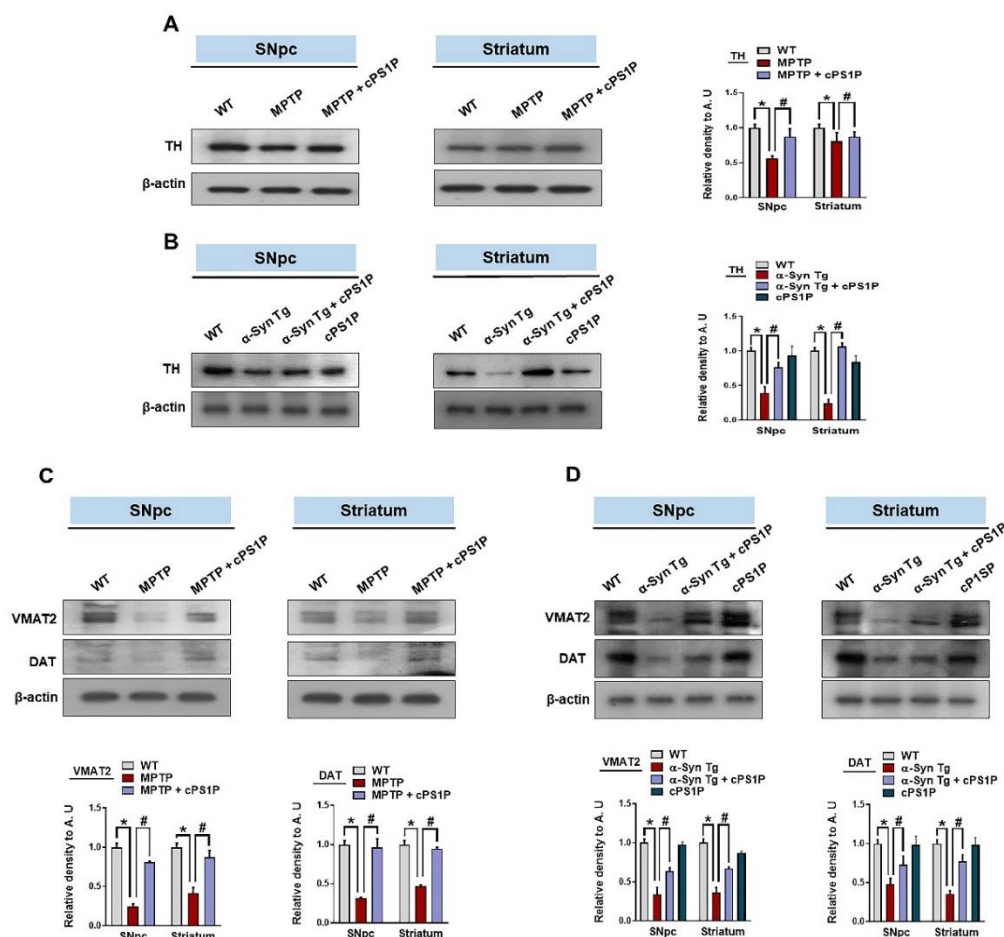 A
SNpc
Striatum
WT
MPTP
MPTP + cPS1P
WT
MPTP
MPTP + cPS1P
TH
β-actin
TH
WT
MPTP
MPTP + cPS1P
Relative density to A. U
1.5
1.0
0.5
0.0
* # * #
SNpc Striatum
B
SNpc
Striatum
WT
α-Syn Tg
α-Syn Tg + cPS1P
cPS1P
WT
α-Syn Tg
α-Syn Tg + cPS1P
cPS1P
TH
β-actin
TH
WT
α-Syn Tg
α-Syn Tg + cPS1P
cPS1P
Relative density to A. U
1.5
1.0
0.5
0.0
* # * #
SNpc Striatum
C
SNpc
Striatum
WT
MPTP
MPTP + cPS1P
WT
MPTP
MPTP + cPS1P
VMAT2
DAT
β-actin
VMAT2
WT
MPTP
MPTP + cPS1P
Relative density to A. U
1.5
1.0
0.5
0.0
* # * #
SNpc Striatum
DAT
WT
MPTP
MPTP + cPS1P
Relative density to A. U
1.5
1.0
0.5
0.0
* # * #
SNpc Striatum
D
SNpc
Striatum
WT
α-Syn Tg
α-Syn Tg + cPS1P
cPS1P
WT
α-Syn Tg
α-Syn Tg + cPS1P
cP1SP
VMAT2
DAT
β-actin
VMAT2
WT
α-Syn Tg
α-Syn Tg + cPS1P
cPS1P
Relative density to A. U
1.5
1.0
0.5
0.0
* # * #
SNpc Striatum
DAT
WT
α-Syn Tg
α-Syn Tg + cPS1P
cPS1P
Relative density to A. U
1.5
1.0
0.5
0.0
* # * #
SNpc Striatum